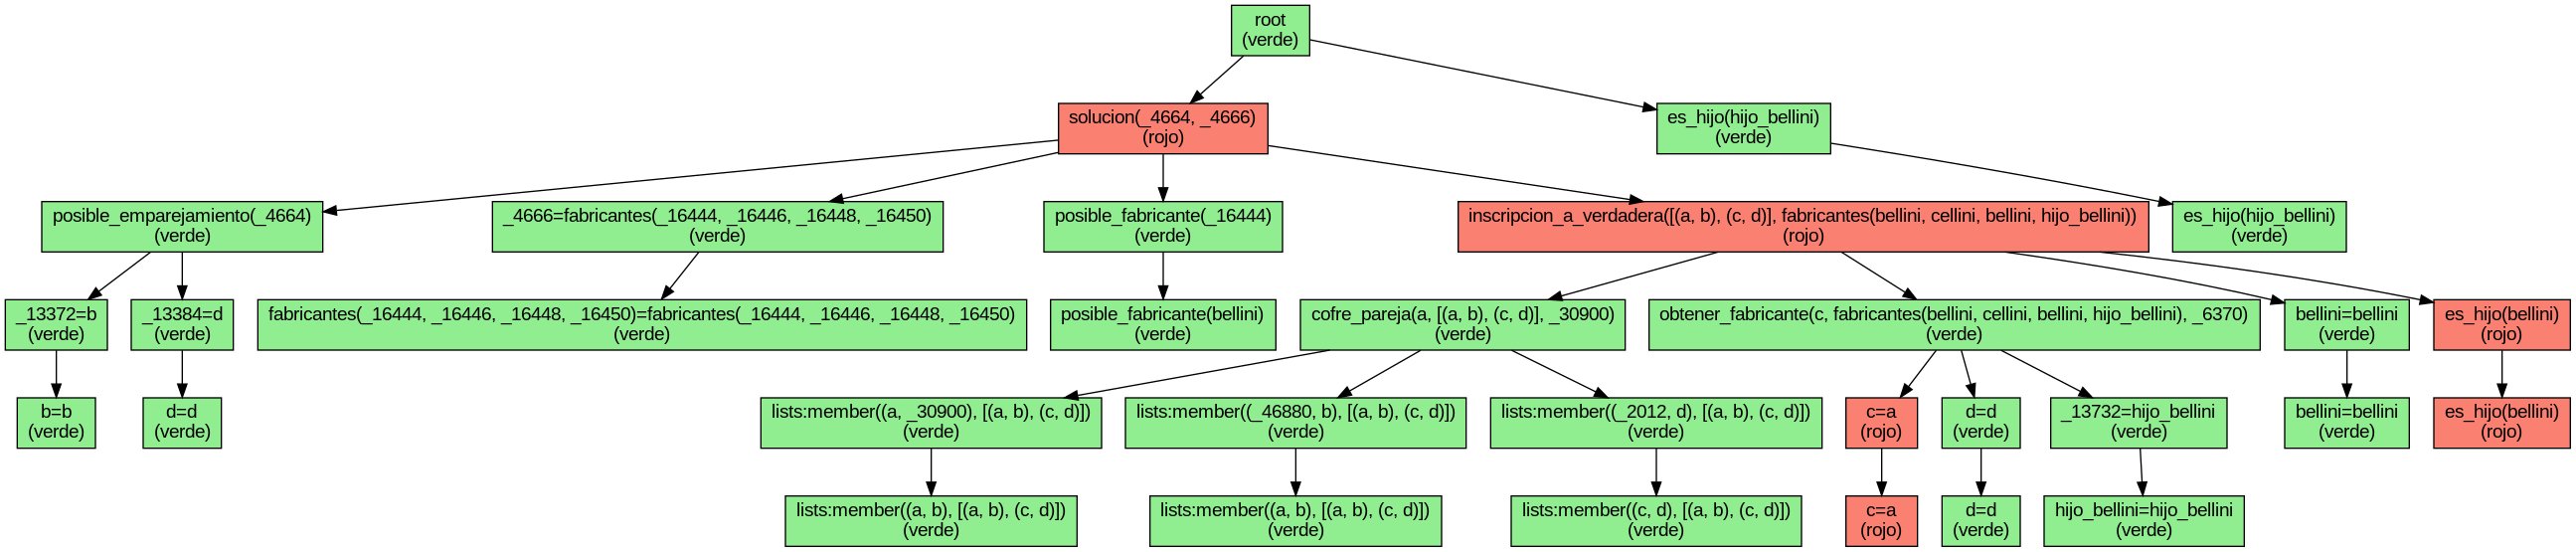 root
(verde)
solucion(_4664, _4666)
(rojo)
es_hijo(hijo_bellini)
(verde)
posible_emparejamiento(_4664)
(verde)
_4666=fabricantes(_16444, _16446, _16448, _16450)
(verde)
posible_fabricante(_16444)
(verde)
inscripcion_a_verdadera([(a, b), (c, d)], fabricantes(bellini, cellini, bellini, hijo_bellini))
(rojo)
es_hijo(hijo_bellini)
(verde)
_13372=b
(verde)
_13384=d
(verde)
fabricantes(_16444, _16446, _16448, _16450)=fabricantes(_16444, _16446, _16448, _16450)
(verde)
posible_fabricante(bellini)
(verde)
cofre_pareja(a, [(a, b), (c, d)], _30900)
(verde)
obtener_fabricante(c, fabricantes(bellini, cellini, bellini, hijo_bellini), _6370)
(verde)
bellini=bellini
(verde)
es_hijo(bellini)
(rojo)
b=b
(verde)
d=d
(verde)
lists:member((a, _30900), [(a, b), (c, d)])
(verde)
lists:member((_46880, b), [(a, b), (c, d)])
(verde)
lists:member((_2012, d), [(a, b), (c, d)])
(verde)
c=a
(rojo)
d=d
(verde)
_13732=hijo_bellini
(verde)
bellini=bellini
(verde)
es_hijo(bellini)
(rojo)
lists:member((a, b), [(a, b), (c, d)])
(verde)
lists:member((a, b), [(a, b), (c, d)])
(verde)
lists:member((c, d), [(a, b), (c, d)])
(verde)
c=a
(rojo)
d=d
(verde)
hijo_bellini=hijo_bellini
(verde)